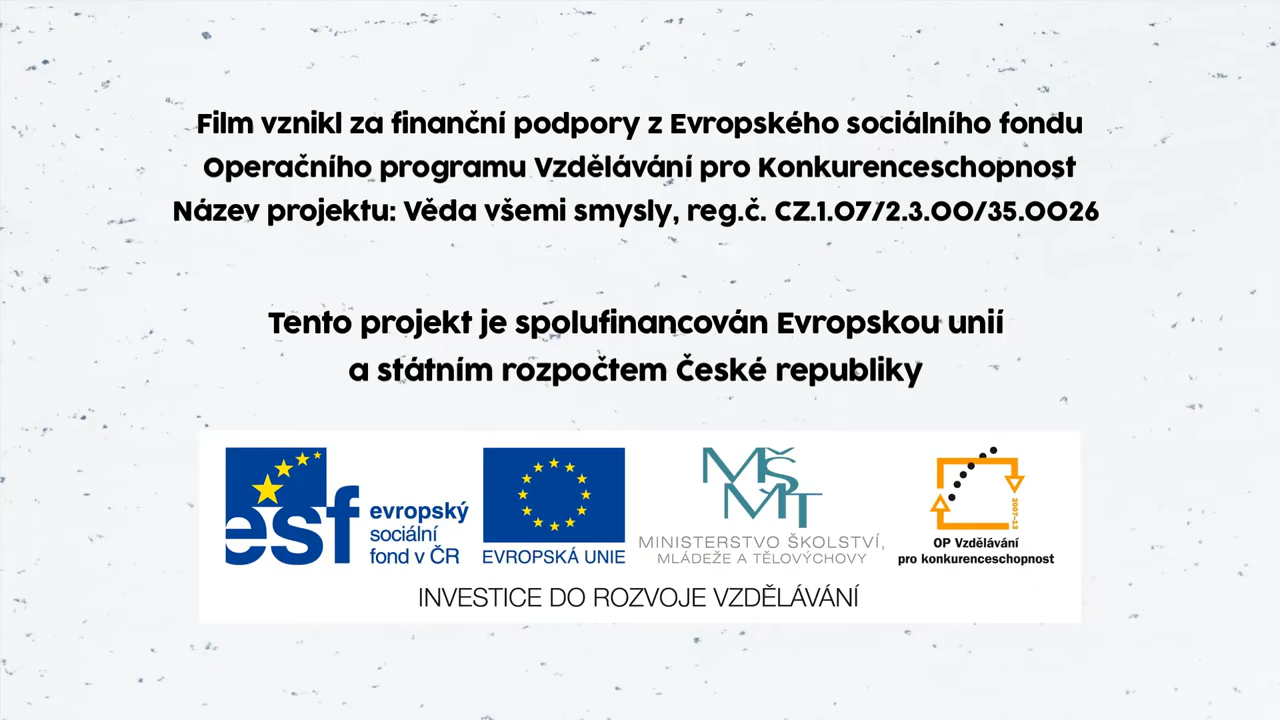 Film vznikl za finanční podpory z Evropského sociálního fondu
Operačního programu Vzdělávání pro Konkurenceschopnost
Název projektu: Věda všemi smysly, reg.č. CZ.1.07/2.3.00/35.0026
Tento projekt je spolufinancován Evropskou unií
a státním rozpočtem České republiky
esf
evropský
sociální
fond v ČR
EVROPSKÁ UNIE
MŠMT
MINISTERSTVO ŠKOLSTVÍ,
MLÁDEŽE A TĚLOVÝCHOVY
2007-13
OP Vzdělávání
pro konkurenceschopnost
INVESTICE DO ROZVOJE VZDĚLÁVÁNÍ